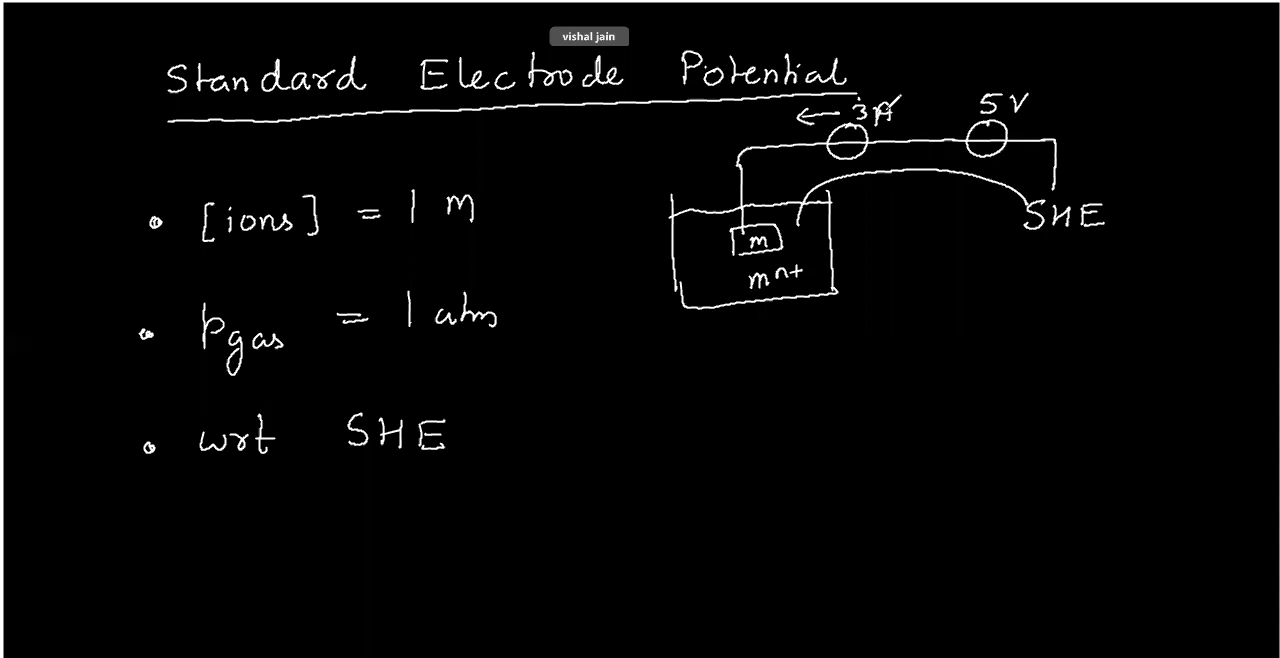 vishal jain
Standard Electrode Potential
← 3A
5V
[ions] = 1 M
SHE
m
mn+
Pgas = 1 atm
wrt SHE